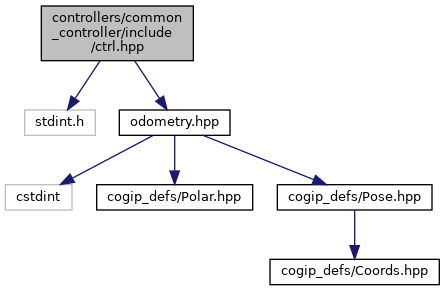 controllers/common
_controller/include
/ctrl.hpp
stdint.h
odometry.hpp
cstdint
cogip_defs/Polar.hpp
cogip_defs/Pose.hpp
cogip_defs/Coords.hpp